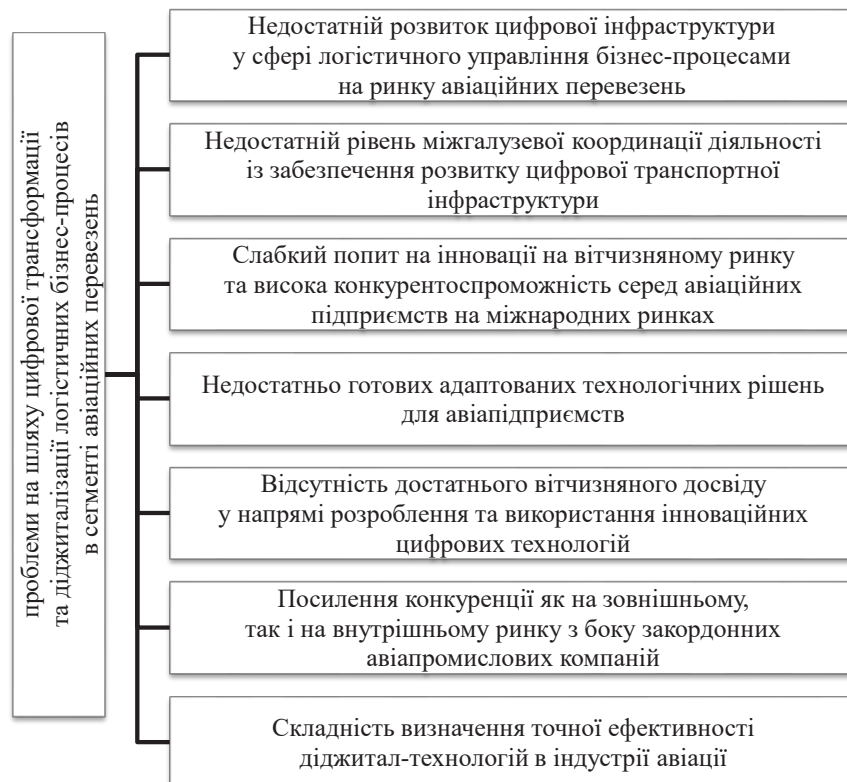 проблеми на шляху цифрової трансформації
та діджиталізації логістичних бізнес-процесів
в сегменті авіаційних перевезень
Недостатній розвиток цифрової інфраструктури
у сфері логістичного управління бізнес-процесами
на ринку авіаційних перевезень
Недостатній рівень міжгалузевої координації діяльності
із забезпечення розвитку цифрової транспортної
інфраструктури
Слабкий попит на інновації на вітчизняному ринку
та висока конкурентоспроможність серед авіаційних
підприємств на міжнародних ринках
Недостатньо готових адаптованих технологічних рішень
для авіапідприємств
Відсутність достатнього вітчизняного досвіду
у напрямі розроблення та використання інноваційних
цифрових технологій
Посилення конкуренції як на зовнішньому,
так і на внутрішньому ринку з боку закордонних
авіапромислових компаній
Складність визначення точної ефективності
діджитал-технологій в індустрії авіації